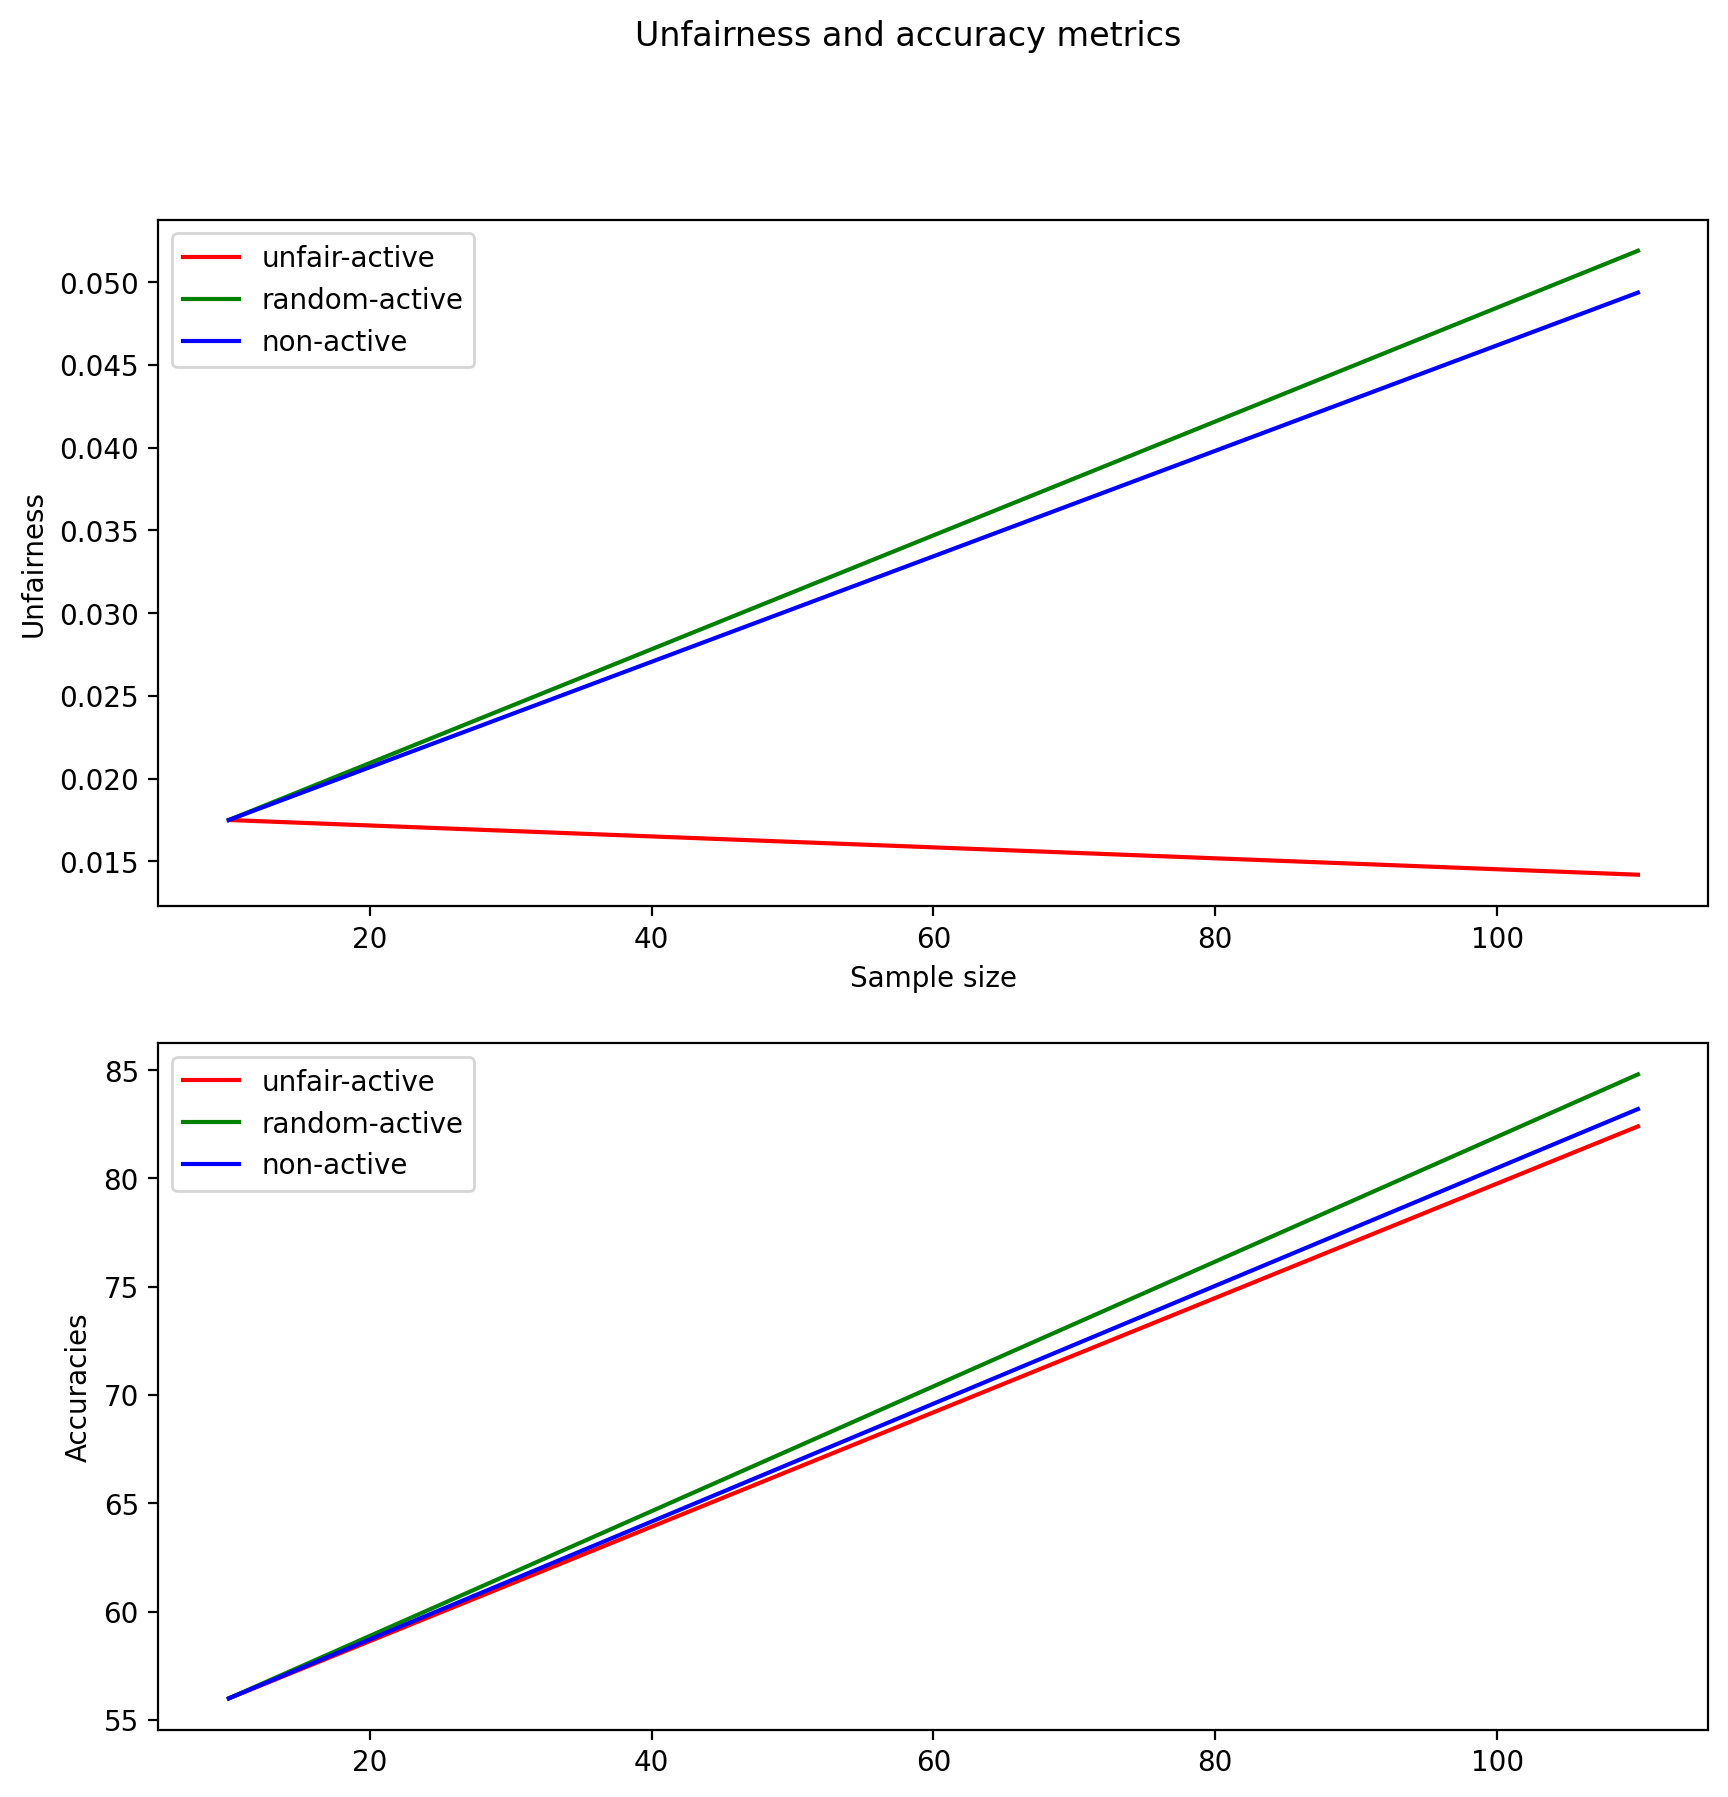 Unfairness and accuracy metrics
unfair-active
random-active
non-active
0.050
0.045
0.040
0.035
0.030
0.025
0.020
0.015
Unfairness
20 40 60 80 100
Sample size
unfair-active
random-active
non-active
85
80
75
70
65
60
55
Accuracies
20 40 60 80 100